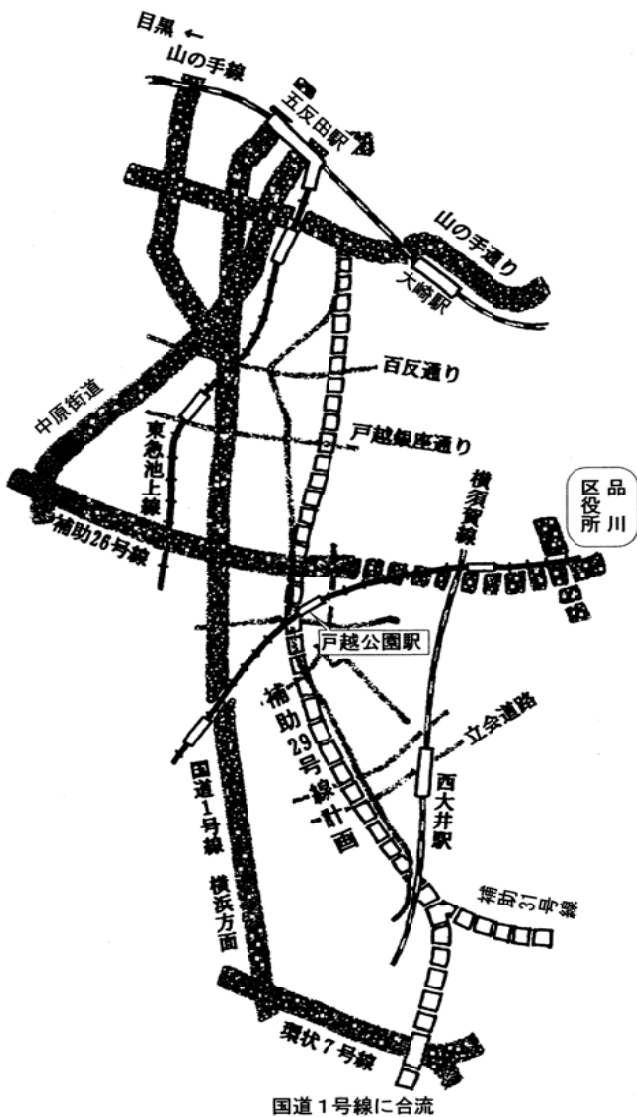 目黒 ←
山の手線
五反田駅
山の手通り
大崎駅
百反通り
中原街道
戸越銀座通り
東急池上線
横須賀線
品川
区役所
補助26号線
戸越公園駅
補助29号線計画
立会道路
国道1号線 横浜方面
西大井駅
補助31号線
環状7号線
国道1号線に合流